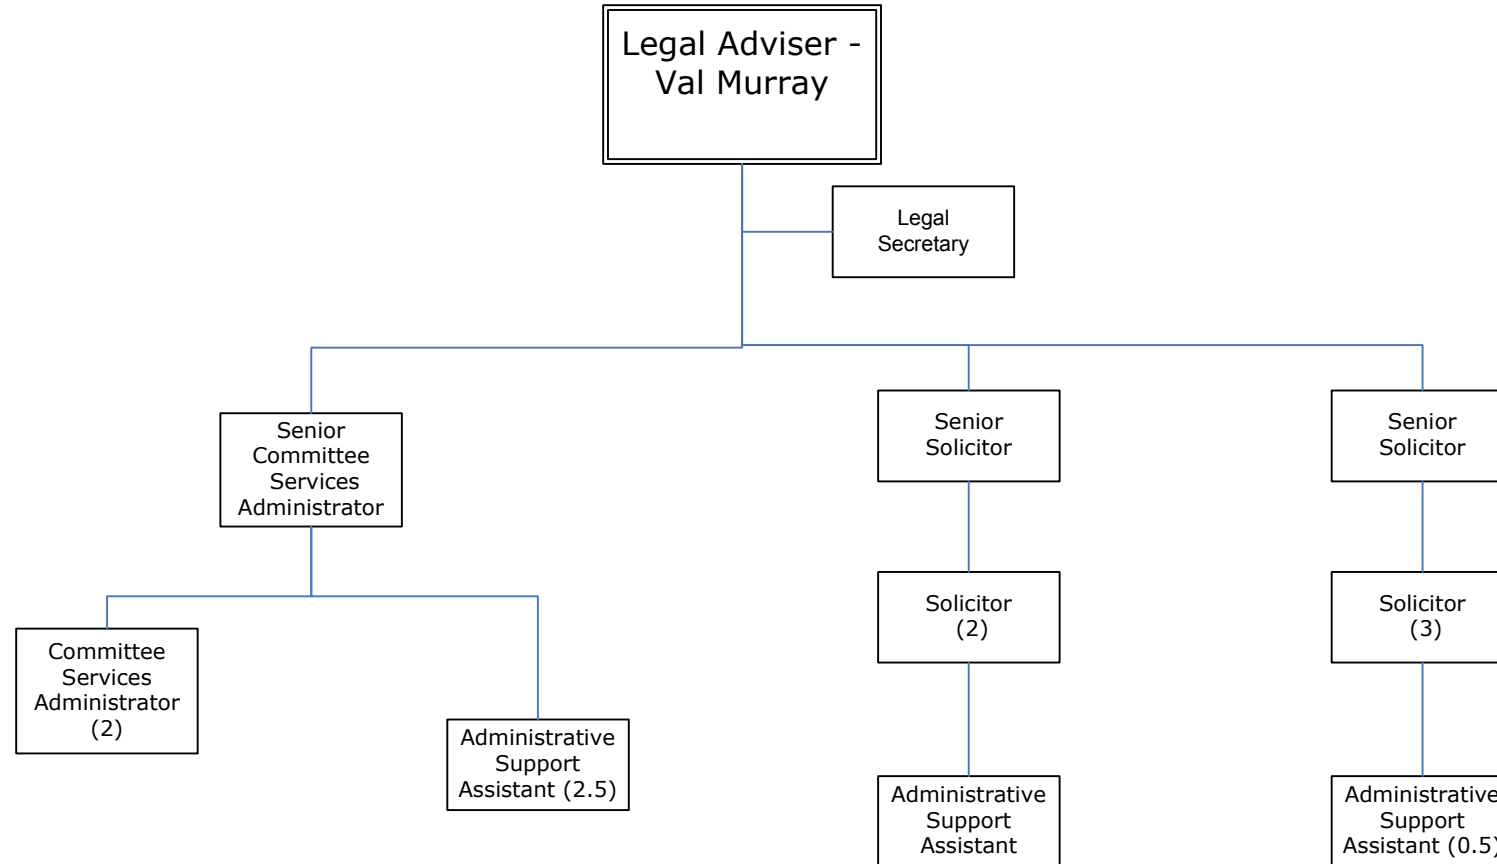 Legal Adviser -
Val Murray
Legal
Secretary
Senior
Committee
Services
Administrator
Senior
Solicitor
Senior
Solicitor
Solicitor
(2)
Solicitor
(3)
Committee
Services
Administrator
(2)
Administrative
Support
Assistant (2.5)
Administrative
Support
Assistant
Administrative
Support
Assistant (0.5)